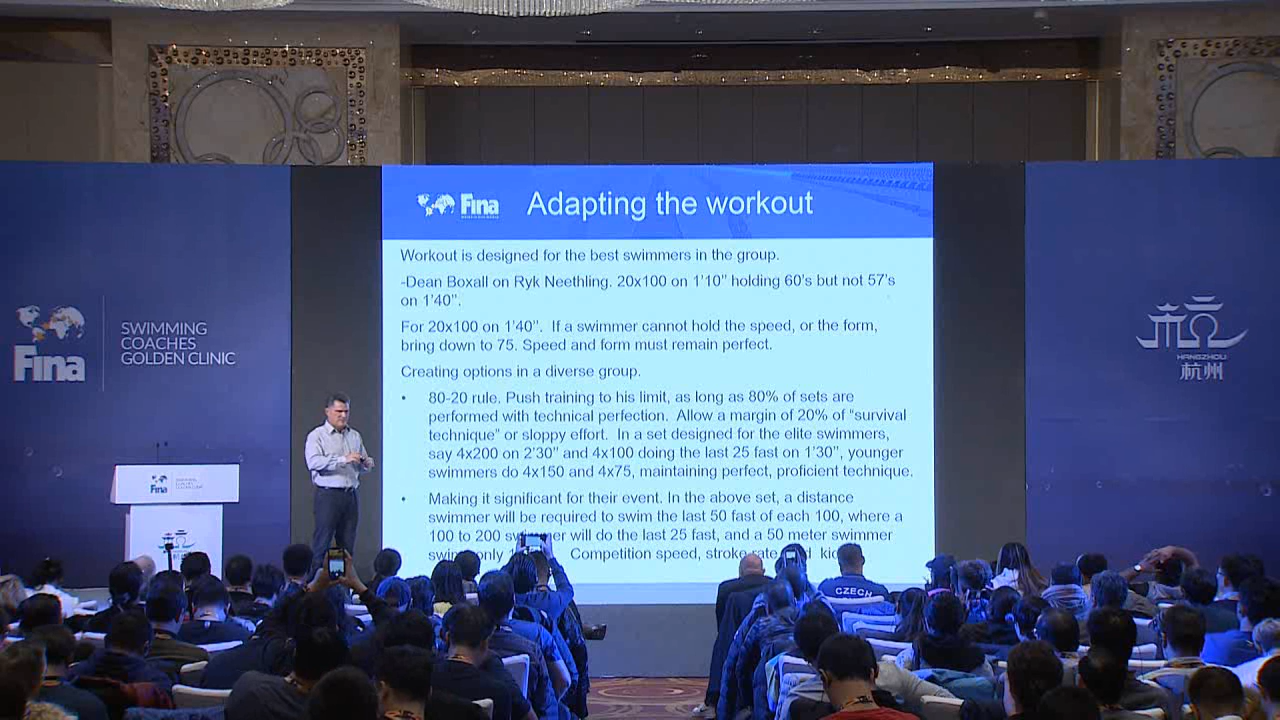 Fina
Adapting the workout
Workout is designed for the best swimmers in the group.
-Dean Boxall on Ryk Neethling. 20x100 on 1'10" holding 60's but not 57's
on 1'40".
For 20x100 on 1'40". If a swimmer cannot hold the speed, or the form,
bring down to 75. Speed and form must remain perfect.
Creating options in a diverse group.
• 80-20 rule. Push training to his limit, as long as 80% of sets are
performed with technical perfection. Allow a margin of 20% of "survival
technique" or sloppy effort. In a set designed for the elite swimmers,
say 4x200 on 2'30" and 4x100 doing the last 25 fast on 1'30", younger
swimmers do 4x150 and 4x75, maintaining perfect, proficient technique.
• Making it significant for their event. In the above set, a distance
swimmer will be required to swim the last 50 fast of each 100, where a
100 to 200 swimmer will do the last 25 fast, and a 50 meter swimmer
only Competition speed, stroke
Fina
SWIMMING
COACHES
GOLDEN CLINIC
HANGZHOU
杭州
Fina
CZECH